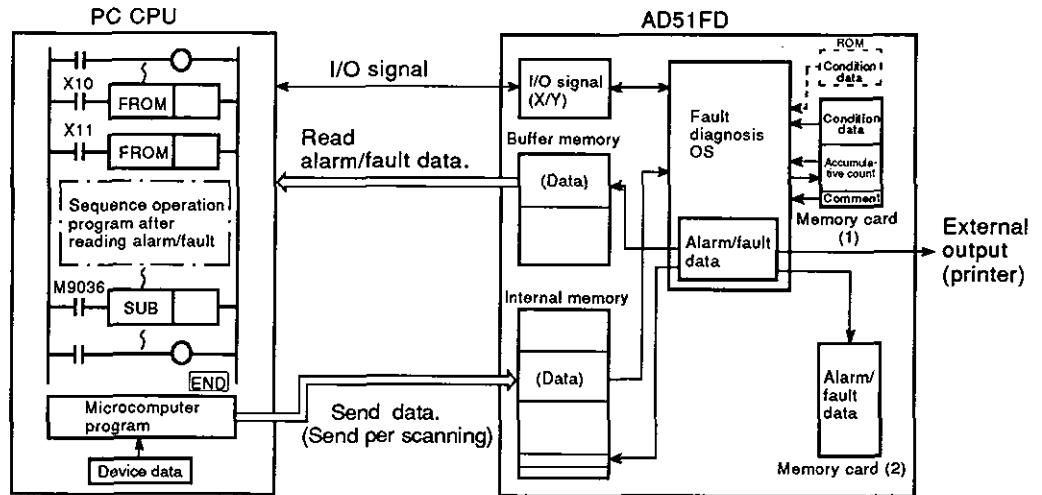 PC CPU
X10
FROM
X11
FROM
Sequence operation
program after
reading alarm/fault
M9036
SUB
END
Microcomputer
program
Device data
I/O signal
Read
alarm/fault data.
Send data.
(Send per scanning)
AD51FD
I/O signal
(X/Y)
Buffer memory
(Data)
Internal memory
(Data)
Fault
diagnosis
OS
Alarm/fault
data
ROM
Condition
data
Condition
data
Accumula-
tive count
Comment
Memory card
(1)
External
output
(printer)
Alarm/
fault
data
Memory card (2)